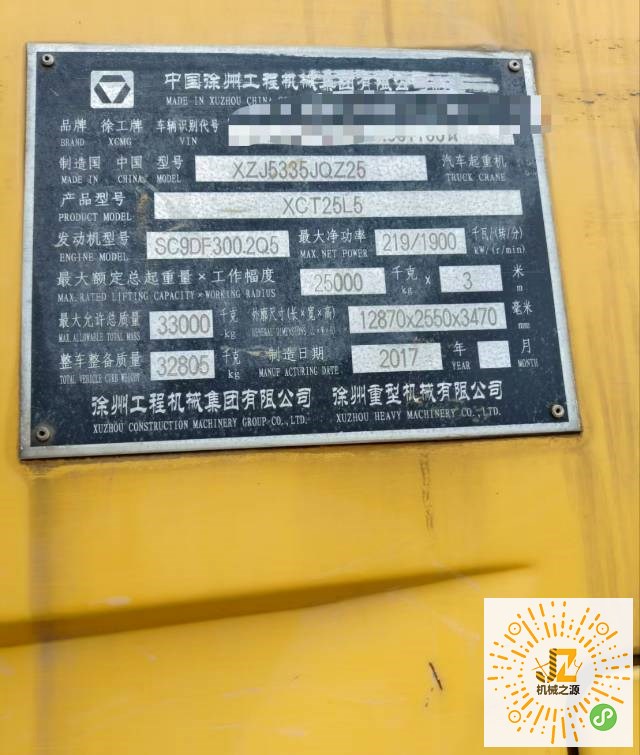 中国徐州工程机械集团有限公司
MADE IN XUZHOU CHINA
品牌 徐工牌 车辆识别代号
BRAND XCMG VIN
制造国 中国 型号 XZJ5335JQZ25 汽车起重机
MADE IN CHINA MODEL TRUCK CRANE
产品型号 XCT25L5
PRODUCT MODEL
发动机型号 SC9DF300.2Q5 最大净功率 219/1900 千瓦/(转/分)
ENGINE MODEL MAX. NET POWER kW/(r/min)
最大额定总起重量×工作幅度 25000 千克 kg × 3 米 m
MAX. RATED LIFTING CAPACITY×WORKING RADIUS
最大允许总质量 33000 千克 kg 外廓尺寸(长×宽×高) 12870x2550x3470 毫米 mm
MAX. ALLOWABLE TOTAL MASS GENERAL DIMENSIONS (L×W×H)
整车整备质量 32805 千克 kg 制造日期 2017 年 月
TOTAL VEHICLE CURB WEIGHT MANUFACTURING DATE YEAR MONTH
徐州工程机械集团有限公司 徐州重型机械有限公司
XUZHOU CONSTRUCTION MACHINERY GROUP CO., LTD. XUZHOU HEAVY MACHINERY CO., LTD.
机械之源